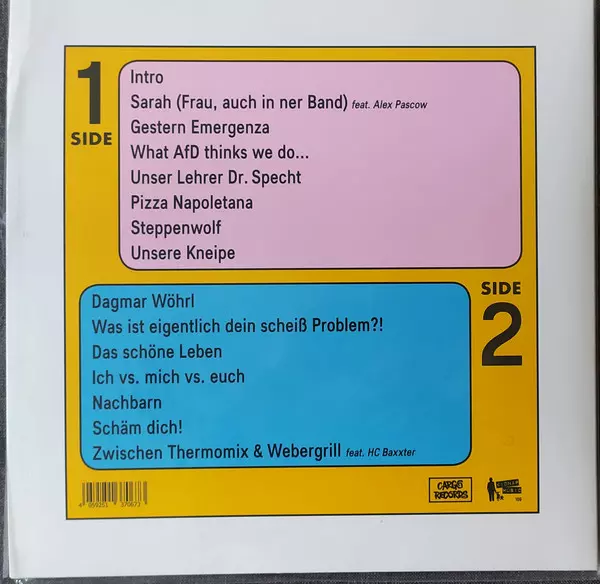 1
SIDE
Intro
Sarah (Frau, auch in ner Band) feat. Alex Pascow
Gestern Emergenza
What AfD thinks we do...
Unser Lehrer Dr. Specht
Pizza Napoletana
Steppenwolf
Unsere Kneipe
SIDE
2
Dagmar Wöhrl
Was ist eigentlich dein scheiß Problem?!
Das schöne Leben
Ich vs. mich vs. euch
Nachbarn
Schäm dich!
Zwischen Thermomix & Webergrill feat. HC Baxxter
CARGO
RECORDS